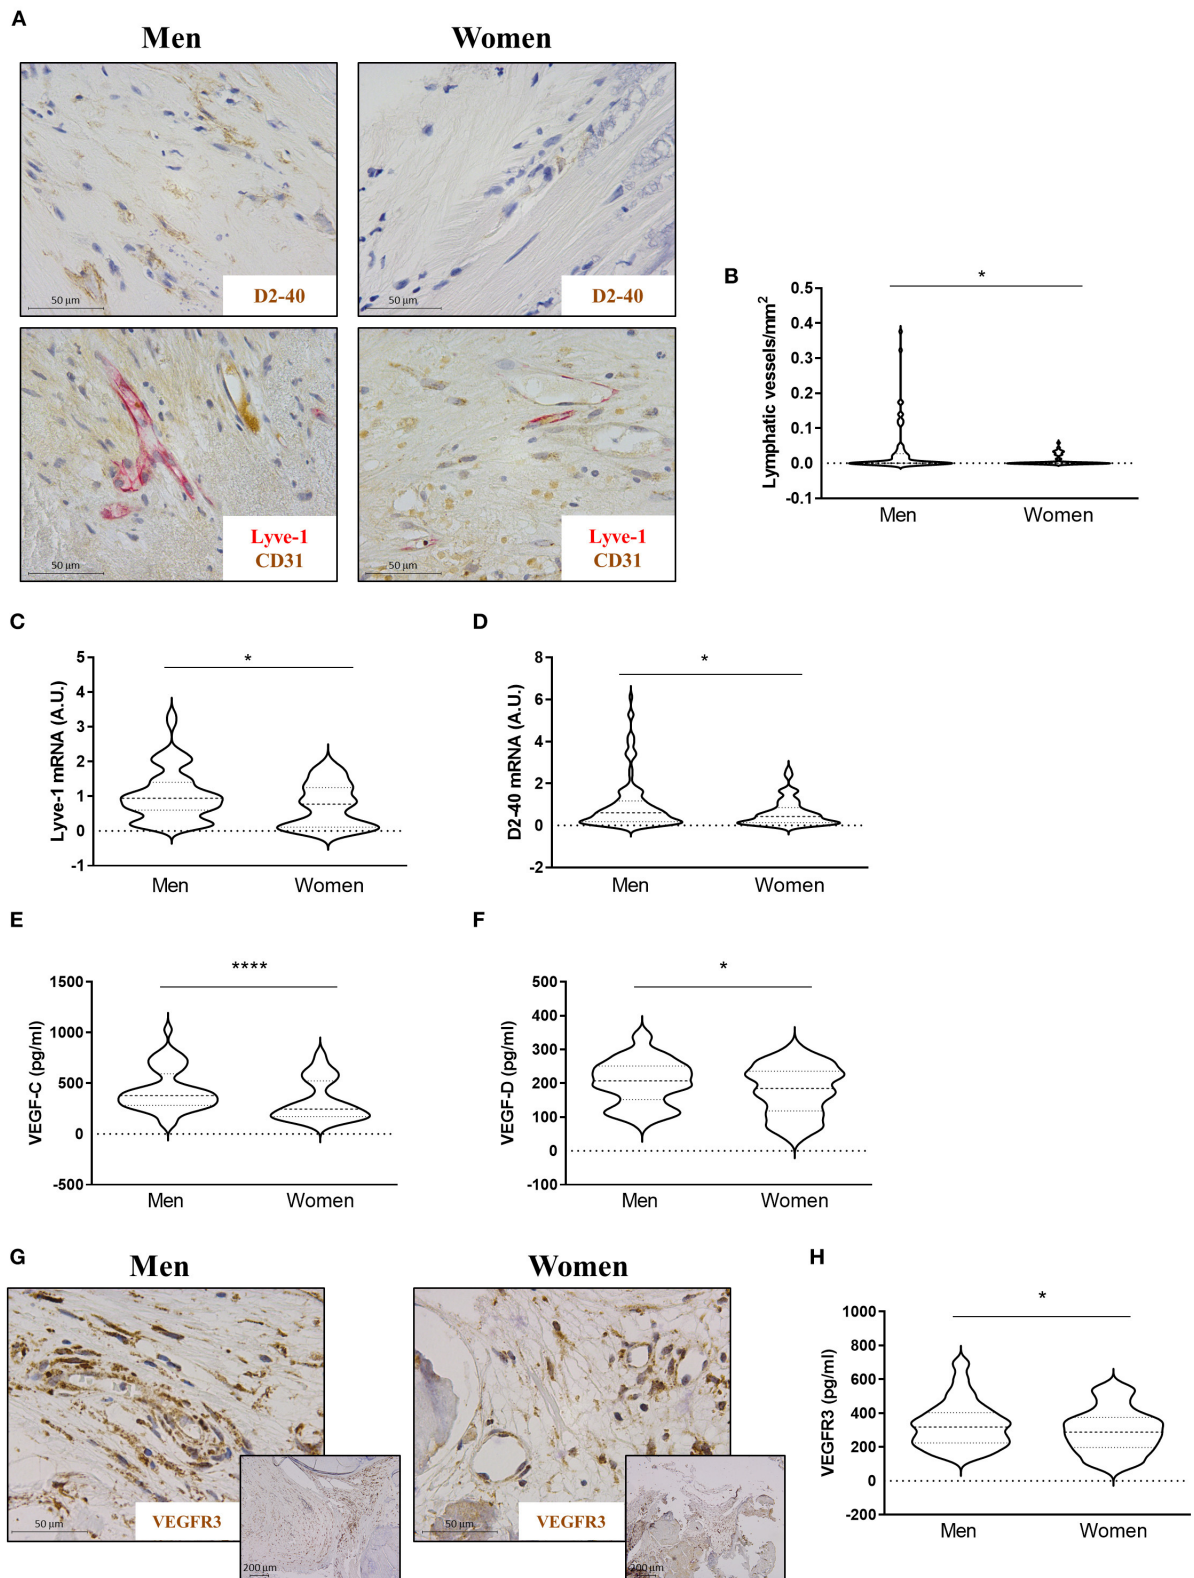 A
Men
Women
D2-40
50 µm
D2-40
50 µm
Lyve-1
CD31
50 µm
Lyve-1
CD31
50 µm
B
*
Lymphatic vessels/mm2
0.5
0.4
0.3
0.2
0.1
0.0
-0.1
Men
Women
C
*
Lyve-1 mRNA (A.U.)
5
4
3
2
1
0
-1
Men
Women
D
*
D2-40 mRNA (A.U.)
8
6
4
2
0
-2
Men
Women
E
****
VEGF-C (pg/ml)
1500
1000
500
0
-500
Men
Women
F
*
VEGF-D (pg/ml)
500
400
300
200
100
0
-100
Men
Women
G
Men
Women
VEGFR3
50 µm
200 µm
VEGFR3
50 µm
200 µm
H
*
VEGFR3 (pg/ml)
1000
800
600
400
200
0
-200
Men
Women